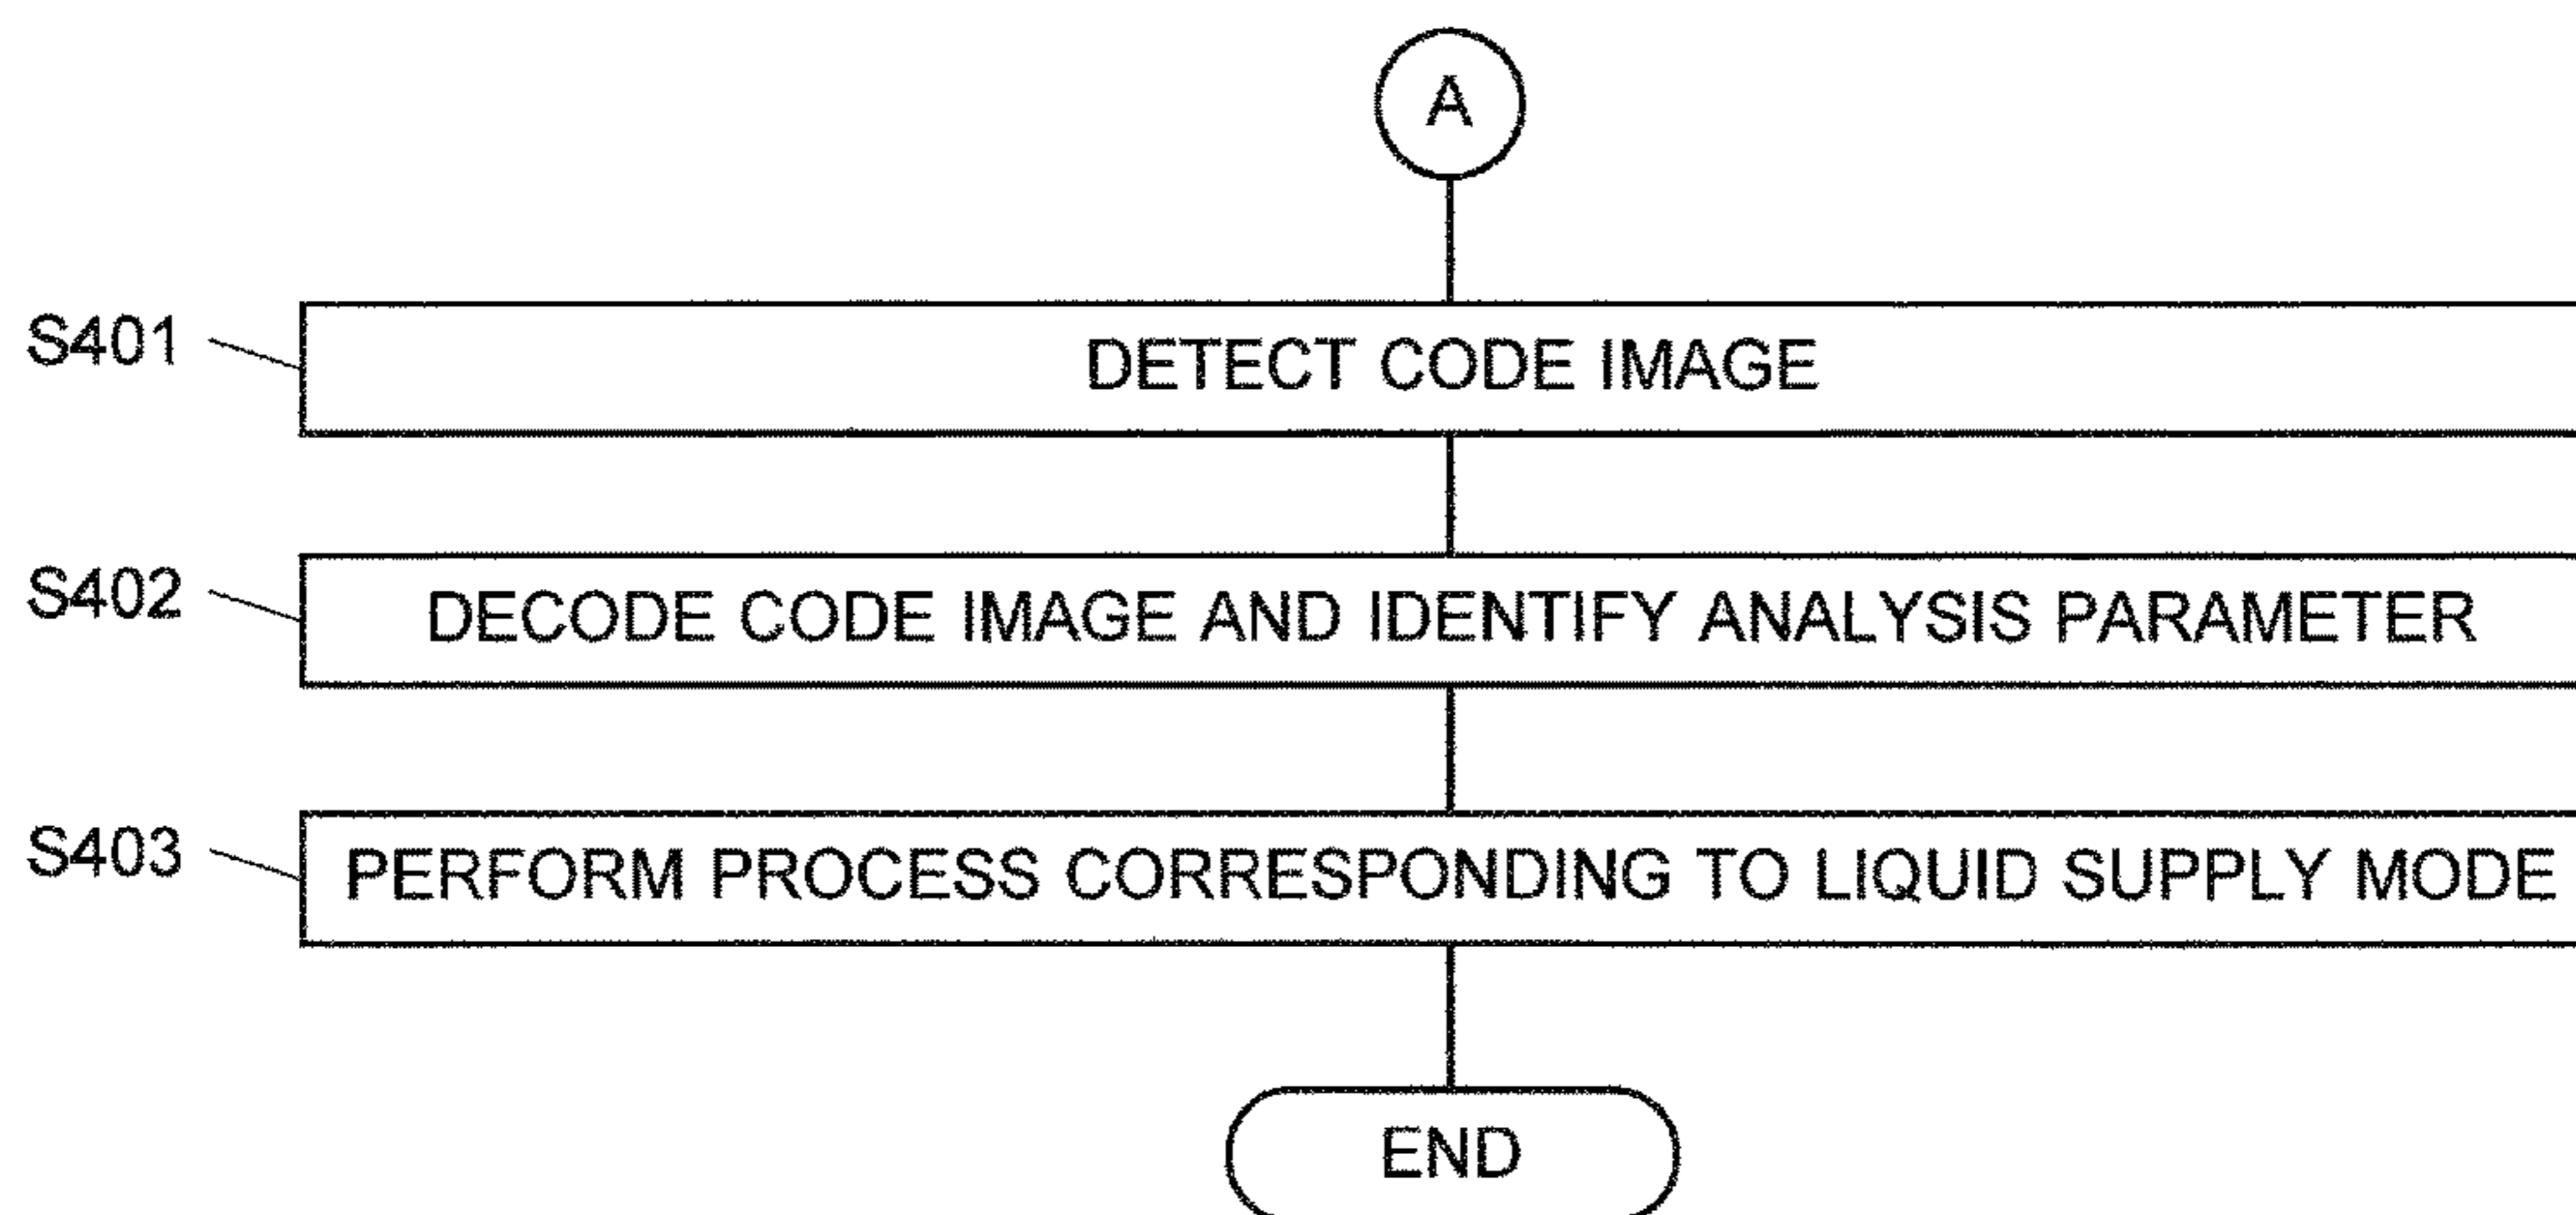 A
S401
DETECT CODE IMAGE
S402
DECODE CODE IMAGE AND IDENTIFY ANALYSIS PARAMETER
S403
PERFORM PROCESS CORRESPONDING TO LIQUID SUPPLY MODE
END